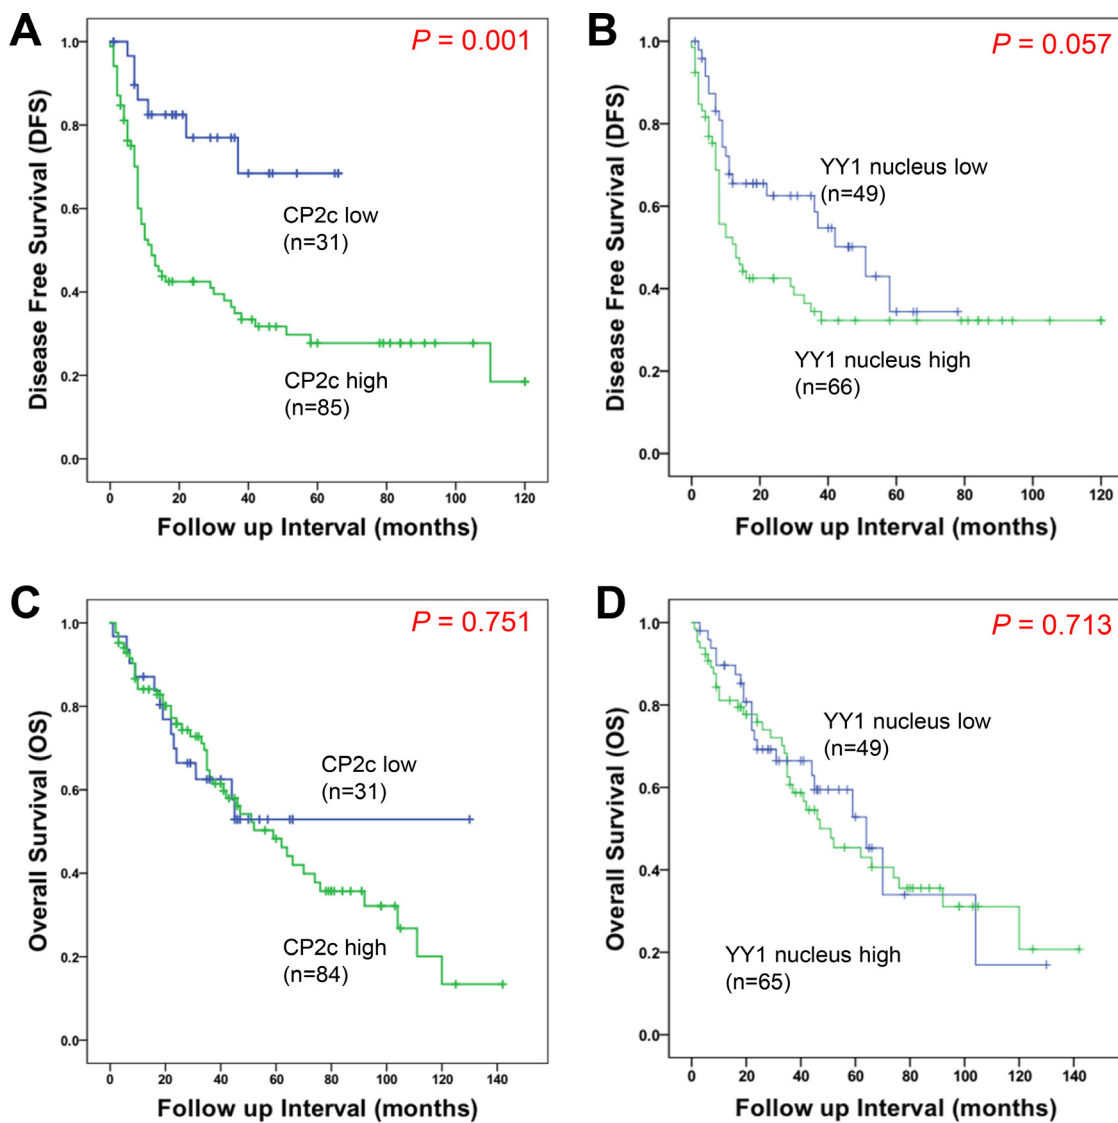 A
P = 0.001
Disease Free Survival (DFS)
1.0
0.8
0.6
0.4
0.2
0.0
CP2c low
(n=31)
CP2c high
(n=85)
0 20 40 60 80 100 120
Follow up Interval (months)
B
P = 0.057
Disease Free Survival (DFS)
1.0
0.8
0.6
0.4
0.2
0.0
YY1 nucleus low
(n=49)
YY1 nucleus high
(n=66)
0 20 40 60 80 100 120
Follow up Interval (months)
C
P = 0.751
Overall Survival (OS)
1.0
0.8
0.6
0.4
0.2
0.0
CP2c low
(n=31)
CP2c high
(n=84)
0 20 40 60 80 100 120 140
Follow up Interval (months)
D
P = 0.713
Overall Survival (OS)
1.0
0.8
0.6
0.4
0.2
0.0
YY1 nucleus low
(n=49)
YY1 nucleus high
(n=65)
0 20 40 60 80 100 120 140
Follow up Interval (months)